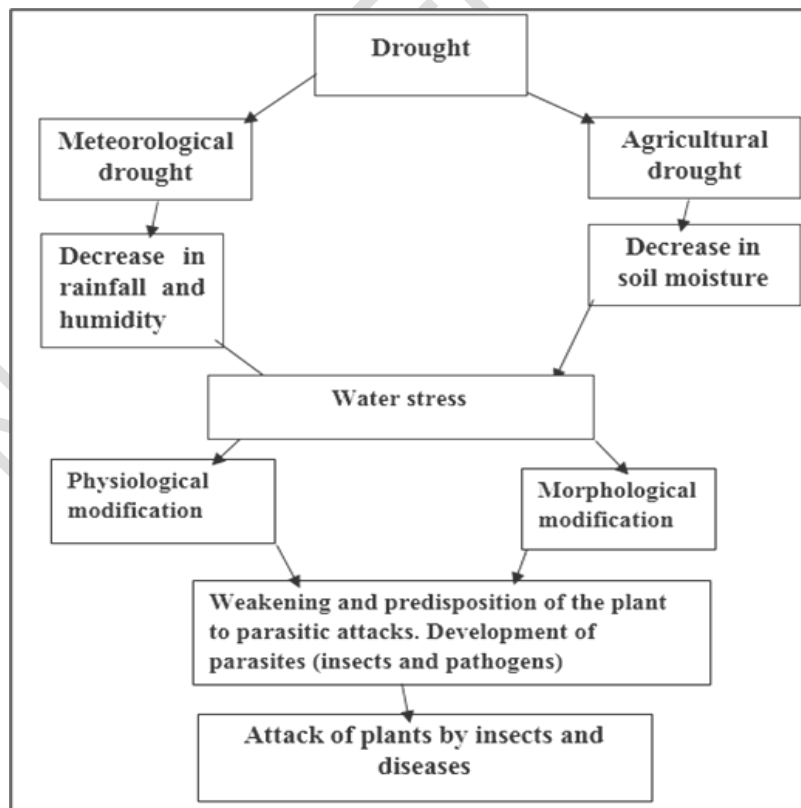 Drought
Meteorological
drought
Agricultural
drought
Decrease in
rainfall and
humidity
Decrease in
soil moisture
Water stress
Physiological
modification
Morphological
modification
Weakening and predisposition of the plant
to parasitic attacks. Development of
parasites (insects and pathogens)
Attack of plants by insects and
diseases